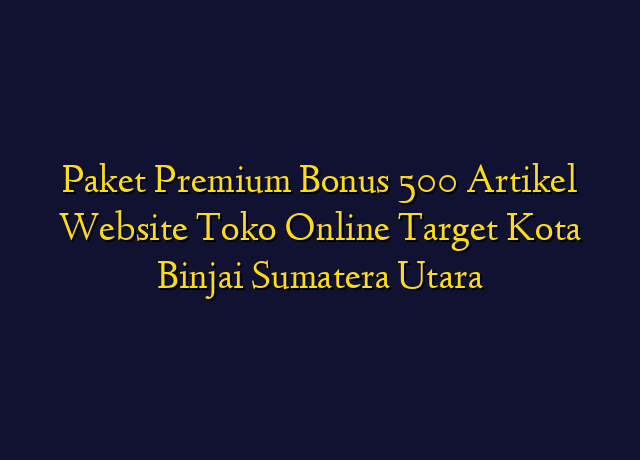 Paket Premium Bonus 500 Artikel
Website Toko Online Target Kota
Binjai Sumatera Utara